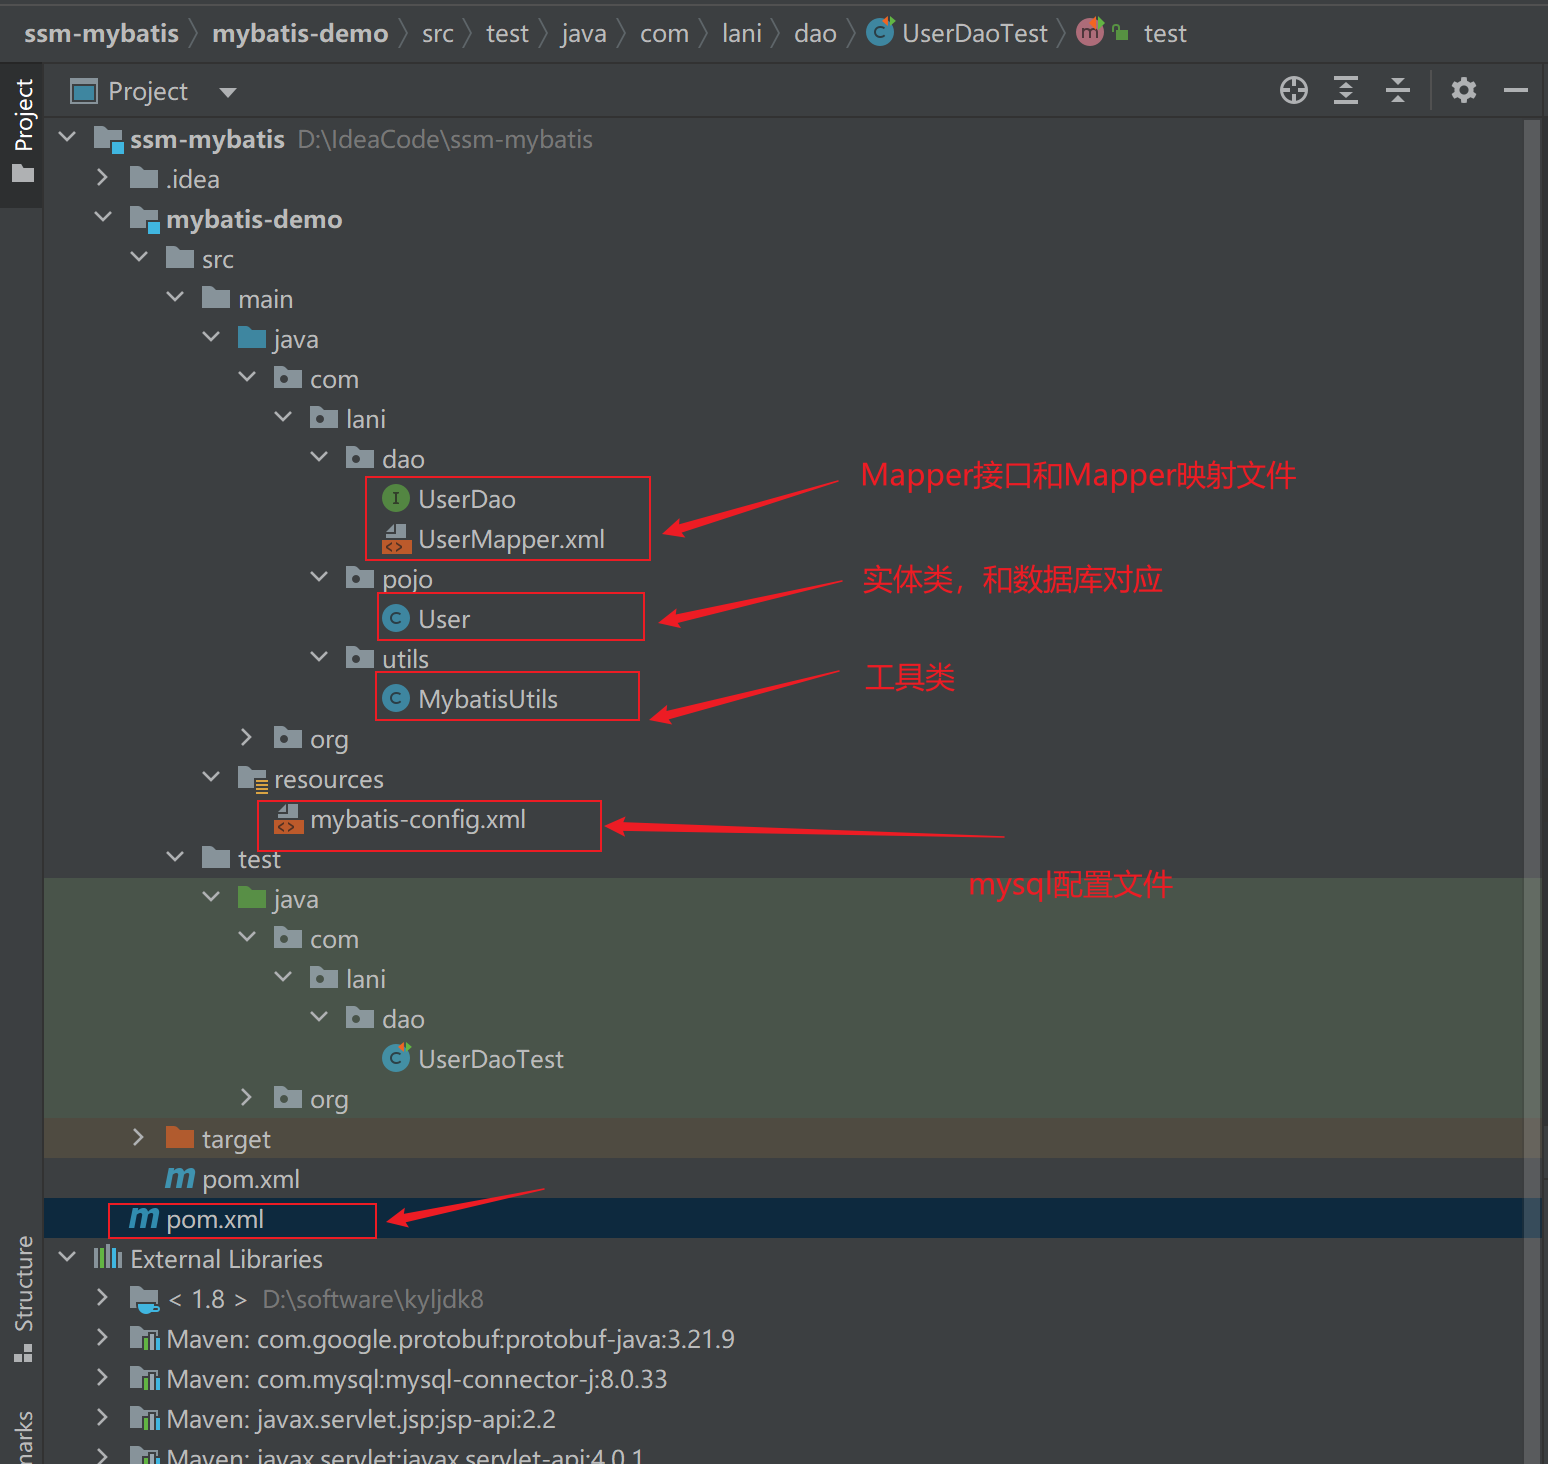 ssm-mybatis mybatis-demo src test java com lani dao UserDaoTest test
Project
Project
ssm-mybatis D:\IdeaCode\ssm-mybatis
.idea
mybatis-demo
src
main
java
com
lani
dao
UserDao
UserMapper.xml
Mapper接口和Mapper映射文件
pojo
实体类，和数据库对应
User
utils
工具类
MybatisUtils
org
resources
mybatis-config.xml
test
mysql配置文件
java
com
lani
dao
UserDaoTest
org
target
pom.xml
pom.xml
Structure
External Libraries
< 1.8 > D:\software\kyljdk8
Maven: com.google.protobuf:protobuf-java:3.21.9
Maven: com.mysql:mysql-connector-j:8.0.33
Maven: javax.servlet.jsp:jsp-api:2.2
Maven: javax.servlet:javax.servlet-api:4.0.1